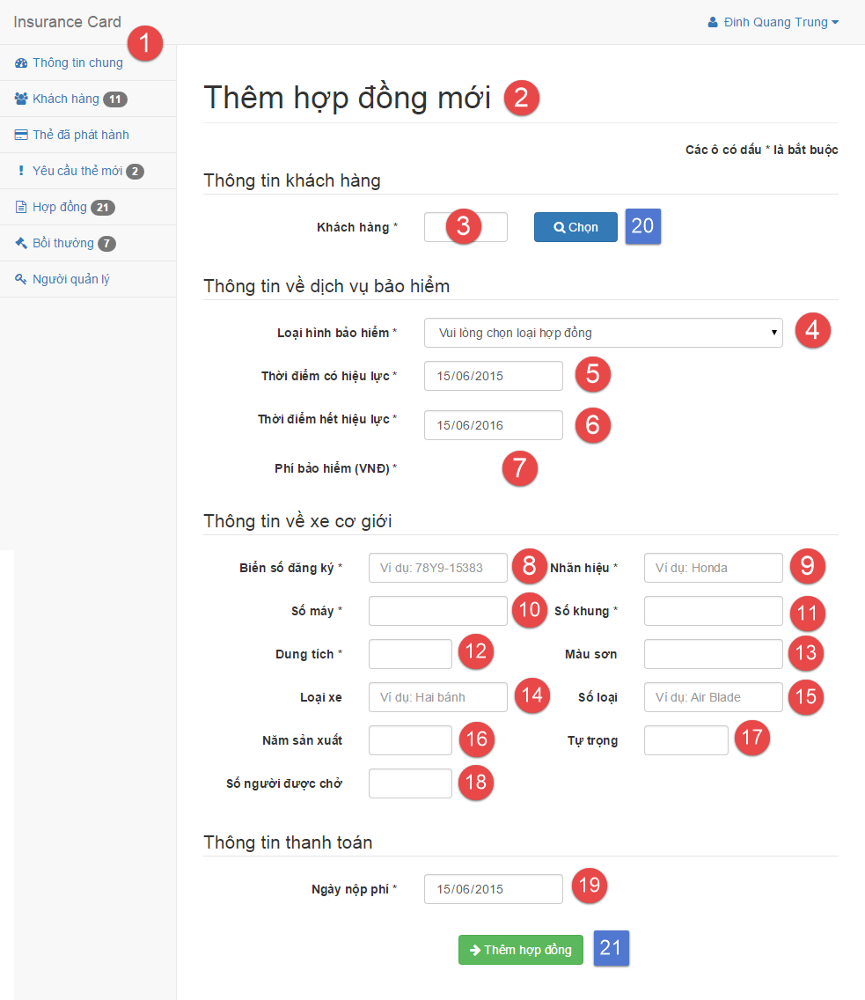 Insurance Card
Đinh Quang Trung
1
Thông tin chung
Khách hàng 11
Thẻ đã phát hành
Yêu cầu thẻ mới 2
Hợp đồng 21
Bồi thường 7
Người quản lý
Thêm hợp đồng mới 2
Các ô có dấu * là bắt buộc
Thông tin khách hàng
Khách hàng * 3 Chọn 20
Thông tin về dịch vụ bảo hiểm
Loại hình bảo hiểm * Vui lòng chọn loại hợp đồng 4
Thời điểm có hiệu lực * 15/06/2015 5
Thời điểm hết hiệu lực * 15/06/2016 6
Phí bảo hiểm (VNĐ) * 7
Thông tin về xe cơ giới
Biển số đăng ký * Ví dụ: 78Y9-15383 8 Nhãn hiệu * Ví dụ: Honda 9
Số máy * 10 Số khung * 11
Dung tích * 12 Màu sơn 13
Loại xe Ví dụ: Hai bánh 14 Số loại Ví dụ: Air Blade 15
Năm sản xuất 16 Tự trọng 17
Số người được chở 18
Thông tin thanh toán
Ngày nộp phí * 15/06/2015 19
Thêm hợp đồng 21